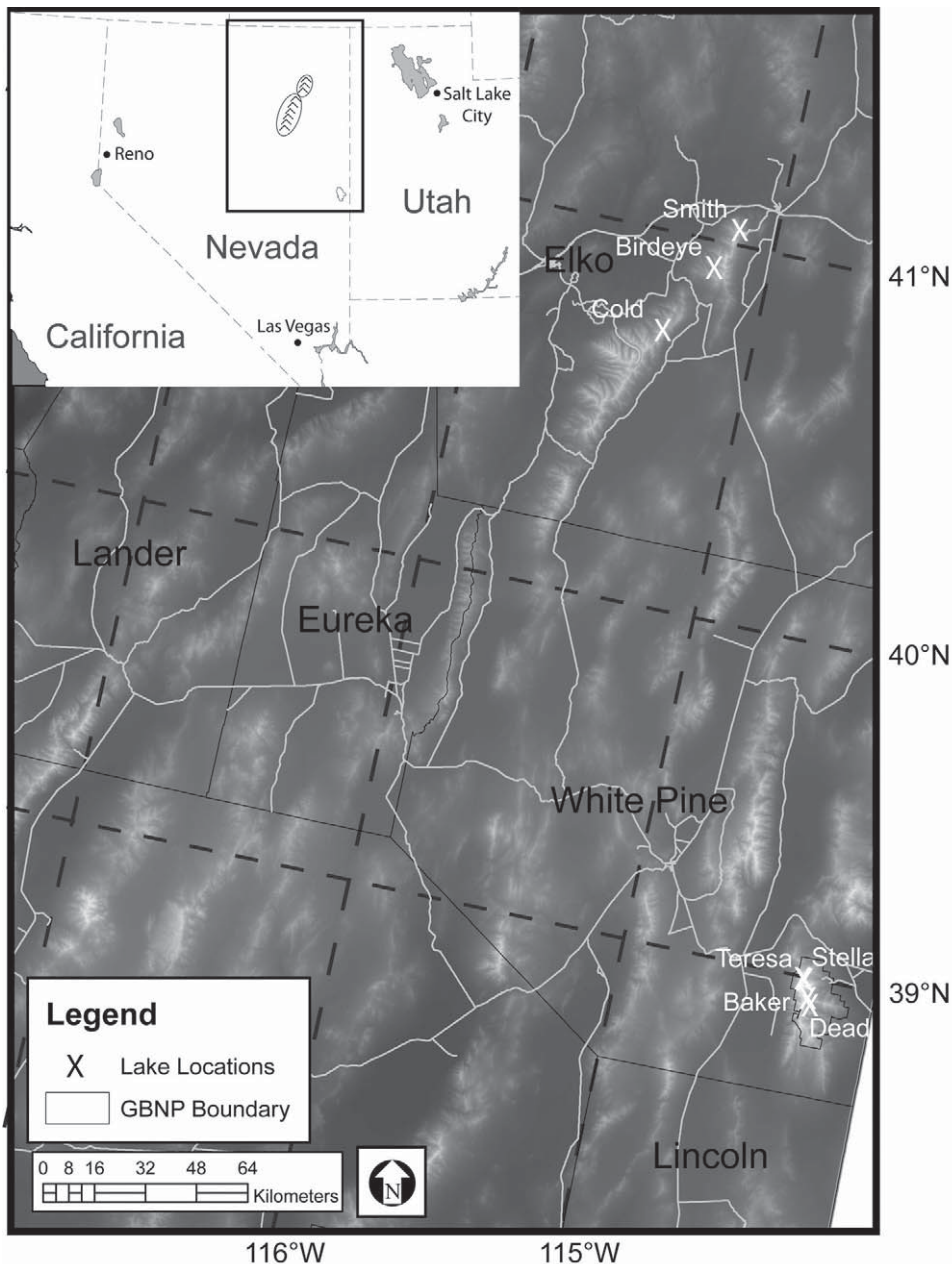 Salt Lake
City
Reno
Utah
Nevada
Las Vegas
California
Smith
Birdeye
Elko
Cold
41°N
Lander
Eureka
40°N
White Pine
Teresa
Stella
Baker
Dead
39°N
Legend
X Lake Locations
GBNP Boundary
Lincoln
0 8 16 32 48 64
Kilometers
N
116°W
115°W